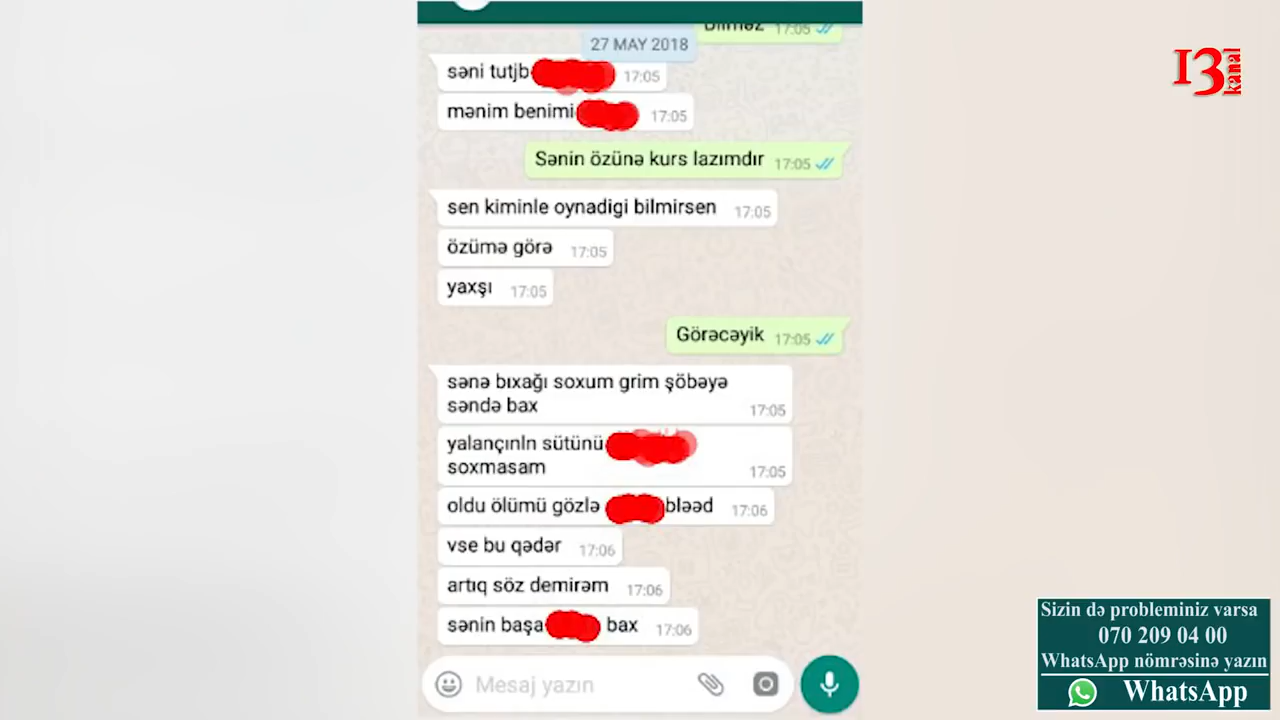 Bilməz 17:05
27 MAY 2018
səni tutjb 17:05
mənim benimi 17:05
Sənin özünə kurs lazımdır 17:05
sen kiminle oynadigi bilmirsen 17:05
özümə görə 17:05
yaxşı 17:05
Görəcəyik 17:05
sənə bıxağı soxum grim şöbəyə
səndə bax 17:05
yalançınln sütünü
soxmasam 17:05
oldu ölümü gözlə bləəd 17:06
vse bu qədər 17:06
artıq söz demirəm 17:06
sənin başa bax 17:06
Mesaj yazın
13 kanal
Sizin də probleminiz varsa
070 209 04 00
WhatsApp nömrəsinə yazın
WhatsApp